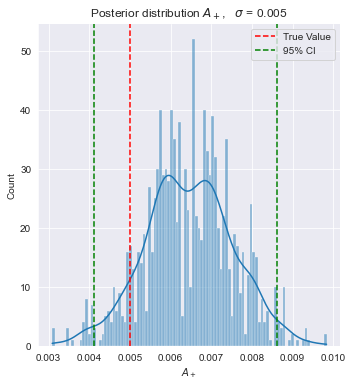 Posterior distribution A₊ ,   σ = 0.005
True Value
95% CI
Count
50
40
30
20
10
0
0.003 0.004 0.005 0.006 0.007 0.008 0.009 0.010
A₊